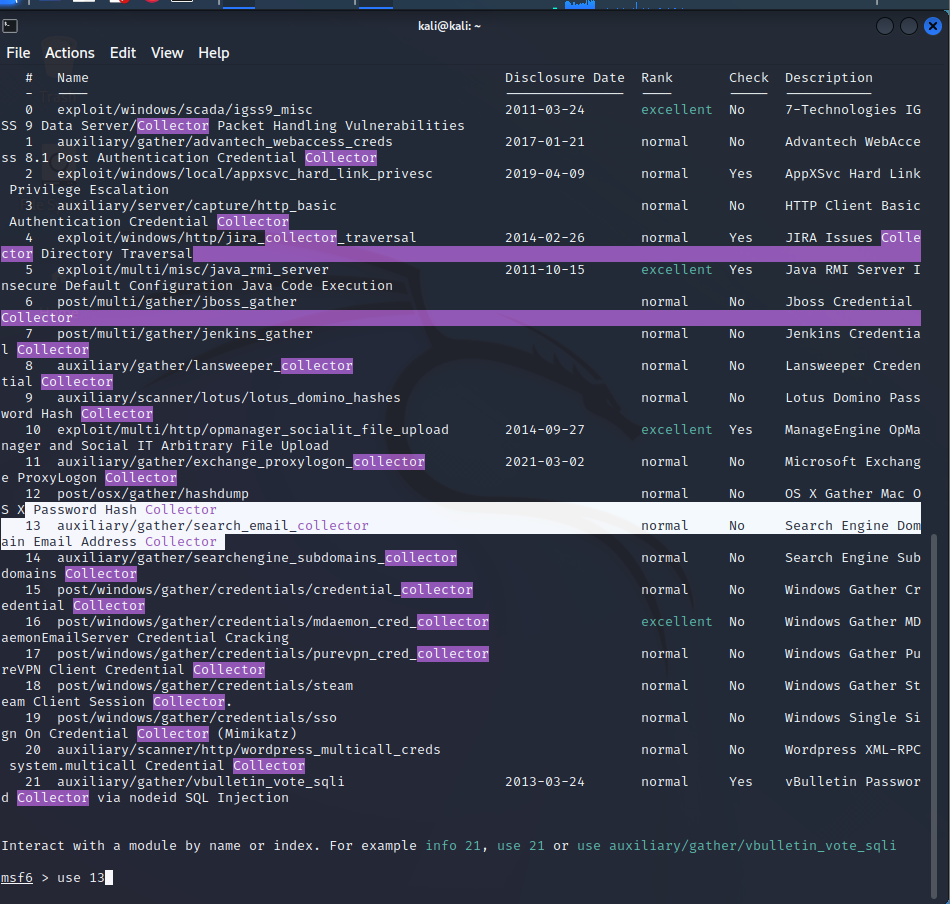 kali@kali: ~
File Actions Edit View Help
# Name Disclosure Date Rank Check Description
- ---- --------------- ---- ----- -----------
0 exploit/windows/scada/igss9_misc 2011-03-24 excellent No 7-Technologies IG
SS 9 Data Server/Collector Packet Handling Vulnerabilities
1 auxiliary/gather/advantech_webaccess_creds 2017-01-21 normal No Advantech WebAcce
ss 8.1 Post Authentication Credential Collector
2 exploit/windows/local/appxsvc_hard_link_privesc 2019-04-09 normal Yes AppXSvc Hard Link
Privilege Escalation
3 auxiliary/server/capture/http_basic normal No HTTP Client Basic
Authentication Credential Collector
4 exploit/windows/http/jira_collector_traversal 2014-02-26 normal Yes JIRA Issues Colle
ctor Directory Traversal
5 exploit/multi/misc/java_rmi_server 2011-10-15 excellent Yes Java RMI Server I
nsecure Default Configuration Java Code Execution
6 post/multi/gather/jboss_gather normal No Jboss Credential
Collector
7 post/multi/gather/jenkins_gather normal No Jenkins Credentia
l Collector
8 auxiliary/gather/lansweeper_collector normal No Lansweeper Creden
tial Collector
9 auxiliary/scanner/lotus/lotus_domino_hashes normal No Lotus Domino Pass
word Hash Collector
10 exploit/multi/http/opmanager_socialit_file_upload 2014-09-27 excellent Yes ManageEngine OpMa
nager and Social IT Arbitrary File Upload
11 auxiliary/gather/exchange_proxylogon_collector 2021-03-02 normal No Microsoft Exchang
e ProxyLogon Collector
12 post/osx/gather/hashdump normal No OS X Gather Mac O
S X Password Hash Collector
13 auxiliary/gather/search_email_collector normal No Search Engine Dom
ain Email Address Collector
14 auxiliary/gather/searchengine_subdomains_collector normal No Search Engine Sub
domains Collector
15 post/windows/gather/credentials/credential_collector normal No Windows Gather Cr
edential Collector
16 post/windows/gather/credentials/mdaemon_cred_collector excellent No Windows Gather MD
aemonEmailServer Credential Cracking
17 post/windows/gather/credentials/purevpn_cred_collector normal No Windows Gather Pu
reVPN Client Credential Collector
18 post/windows/gather/credentials/steam normal No Windows Gather St
eam Client Session Collector.
19 post/windows/gather/credentials/sso normal No Windows Single Si
gn On Credential Collector (Mimikatz)
20 auxiliary/scanner/http/wordpress_multicall_creds normal No Wordpress XML-RPC
system.multicall Credential Collector
21 auxiliary/gather/vbulletin_vote_sqli 2013-03-24 normal Yes vBulletin Passwor
d Collector via nodeid SQL Injection
Interact with a module by name or index. For example info 21, use 21 or use auxiliary/gather/vbulletin_vote_sqli
msf6 > use 13